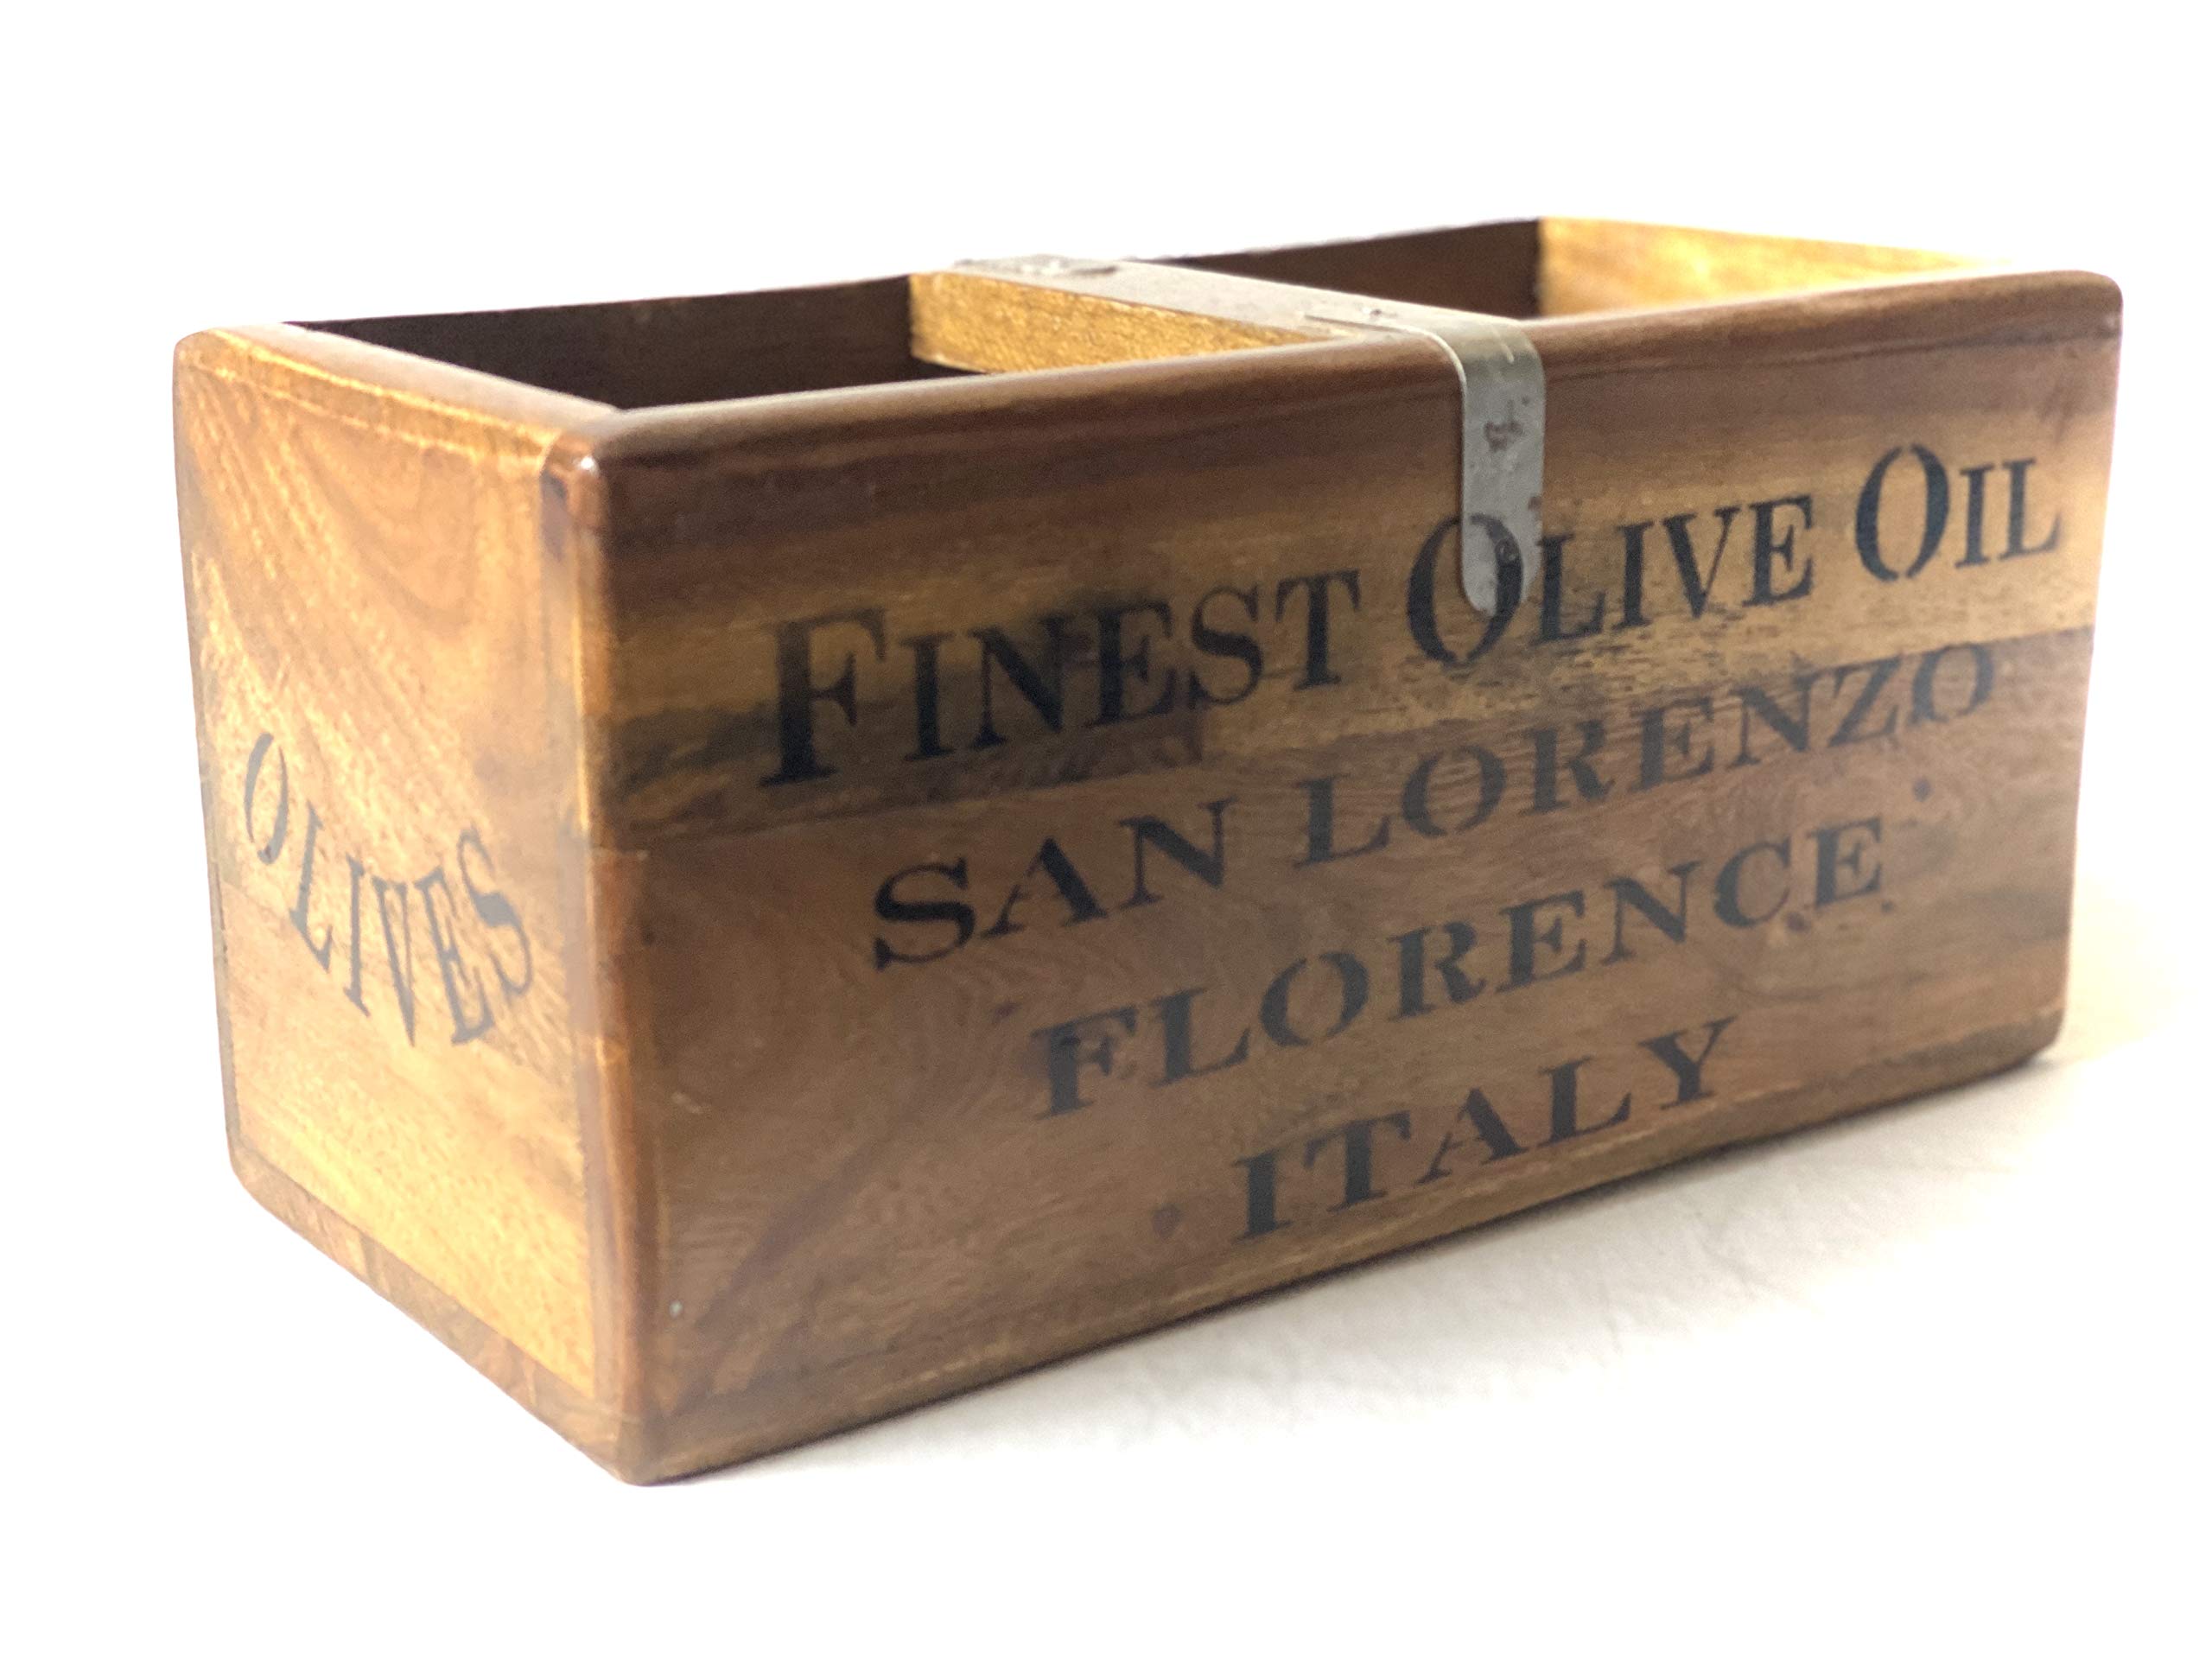 OLIVES
FINEST OLIVE OIL
SAN LORENZO
FLORENCE
ITALY